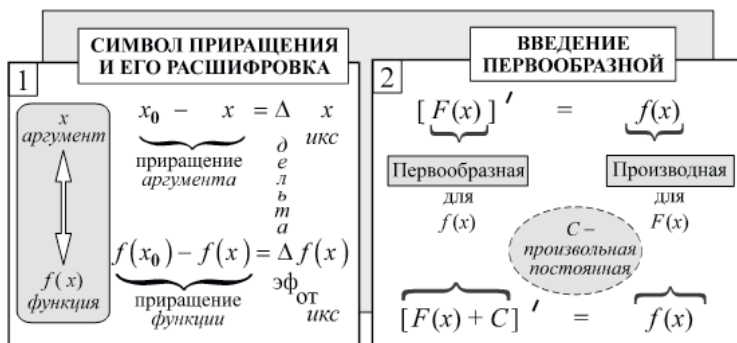 СИМВОЛ ПРИРАЩЕНИЯ
И ЕГО РАСШИФРОВКА
1
x
аргумент
f(x)
функция
x₀ − x = Δ x
приращение
аргумента
дельта
икс
f(x₀) − f(x) = Δ f(x)
приращение
функции
эф
от
икс
ВВЕДЕНИЕ
ПЕРВООБРАЗНОЙ
2
[F(x)]′ = f(x)
Первообразная
для
f(x)
Производная
для
F(x)
C –
произвольная
постоянная
[F(x) + C]′ = f(x)